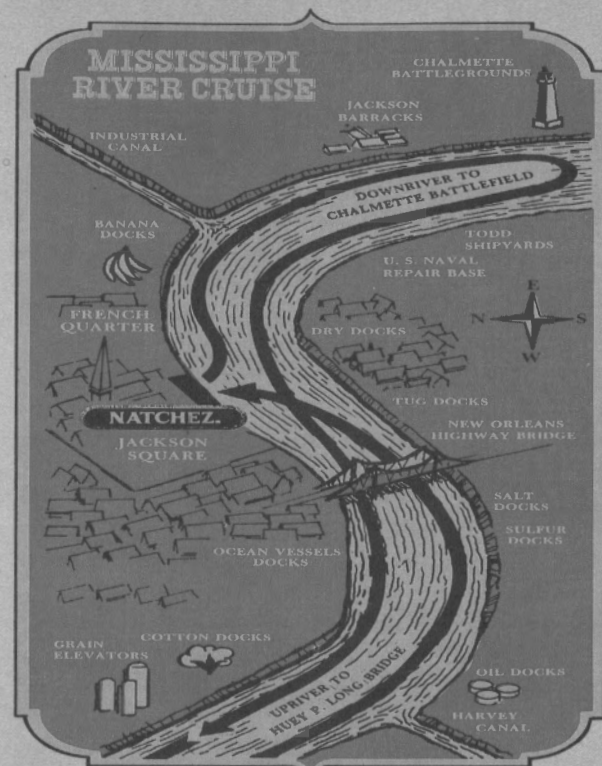 MISSISSIPPI
RIVER CRUISE
CHALMETTE
BATTLEGROUNDS
JACKSON
BARRACKS
INDUSTRIAL
CANAL
DOWNRIVER TO
CHALMETTE BATTLEFIELD
BANANA
DOCKS
TODD
SHIPYARDS
U. S. NAVAL
REPAIR BASE
E
N
S
W
FRENCH
QUARTER
DRY DOCKS
NATCHEZ.
TUG DOCKS
JACKSON
SQUARE
NEW ORLEANS
HIGHWAY BRIDGE
SALT
DOCKS
SULFUR
DOCKS
OCEAN VESSELS
DOCKS
COTTON DOCKS
GRAIN
ELEVATORS
UPRIVER TO
HUEY P. LONG BRIDGE
OIL DOCKS
HARVEY
CANAL